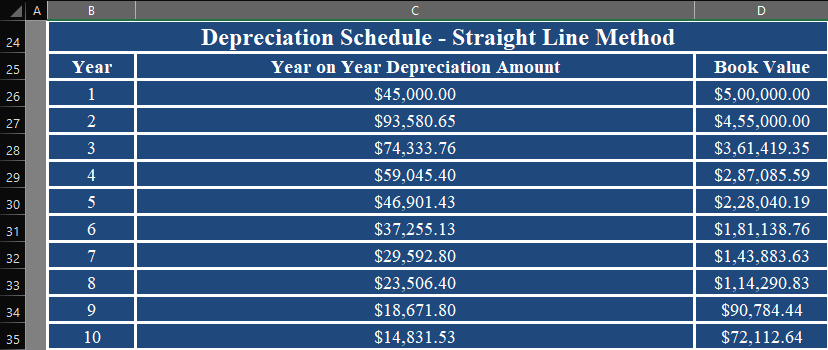 A B C D
24 Depreciation Schedule - Straight Line Method
25 Year Year on Year Depreciation Amount Book Value
26 1 $45,000.00 $5,00,000.00
27 2 $93,580.65 $4,55,000.00
28 3 $74,333.76 $3,61,419.35
29 4 $59,045.40 $2,87,085.59
30 5 $46,901.43 $2,28,040.19
31 6 $37,255.13 $1,81,138.76
32 7 $29,592.80 $1,43,883.63
33 8 $23,506.40 $1,14,290.83
34 9 $18,671.80 $90,784.44
35 10 $14,831.53 $72,112.64